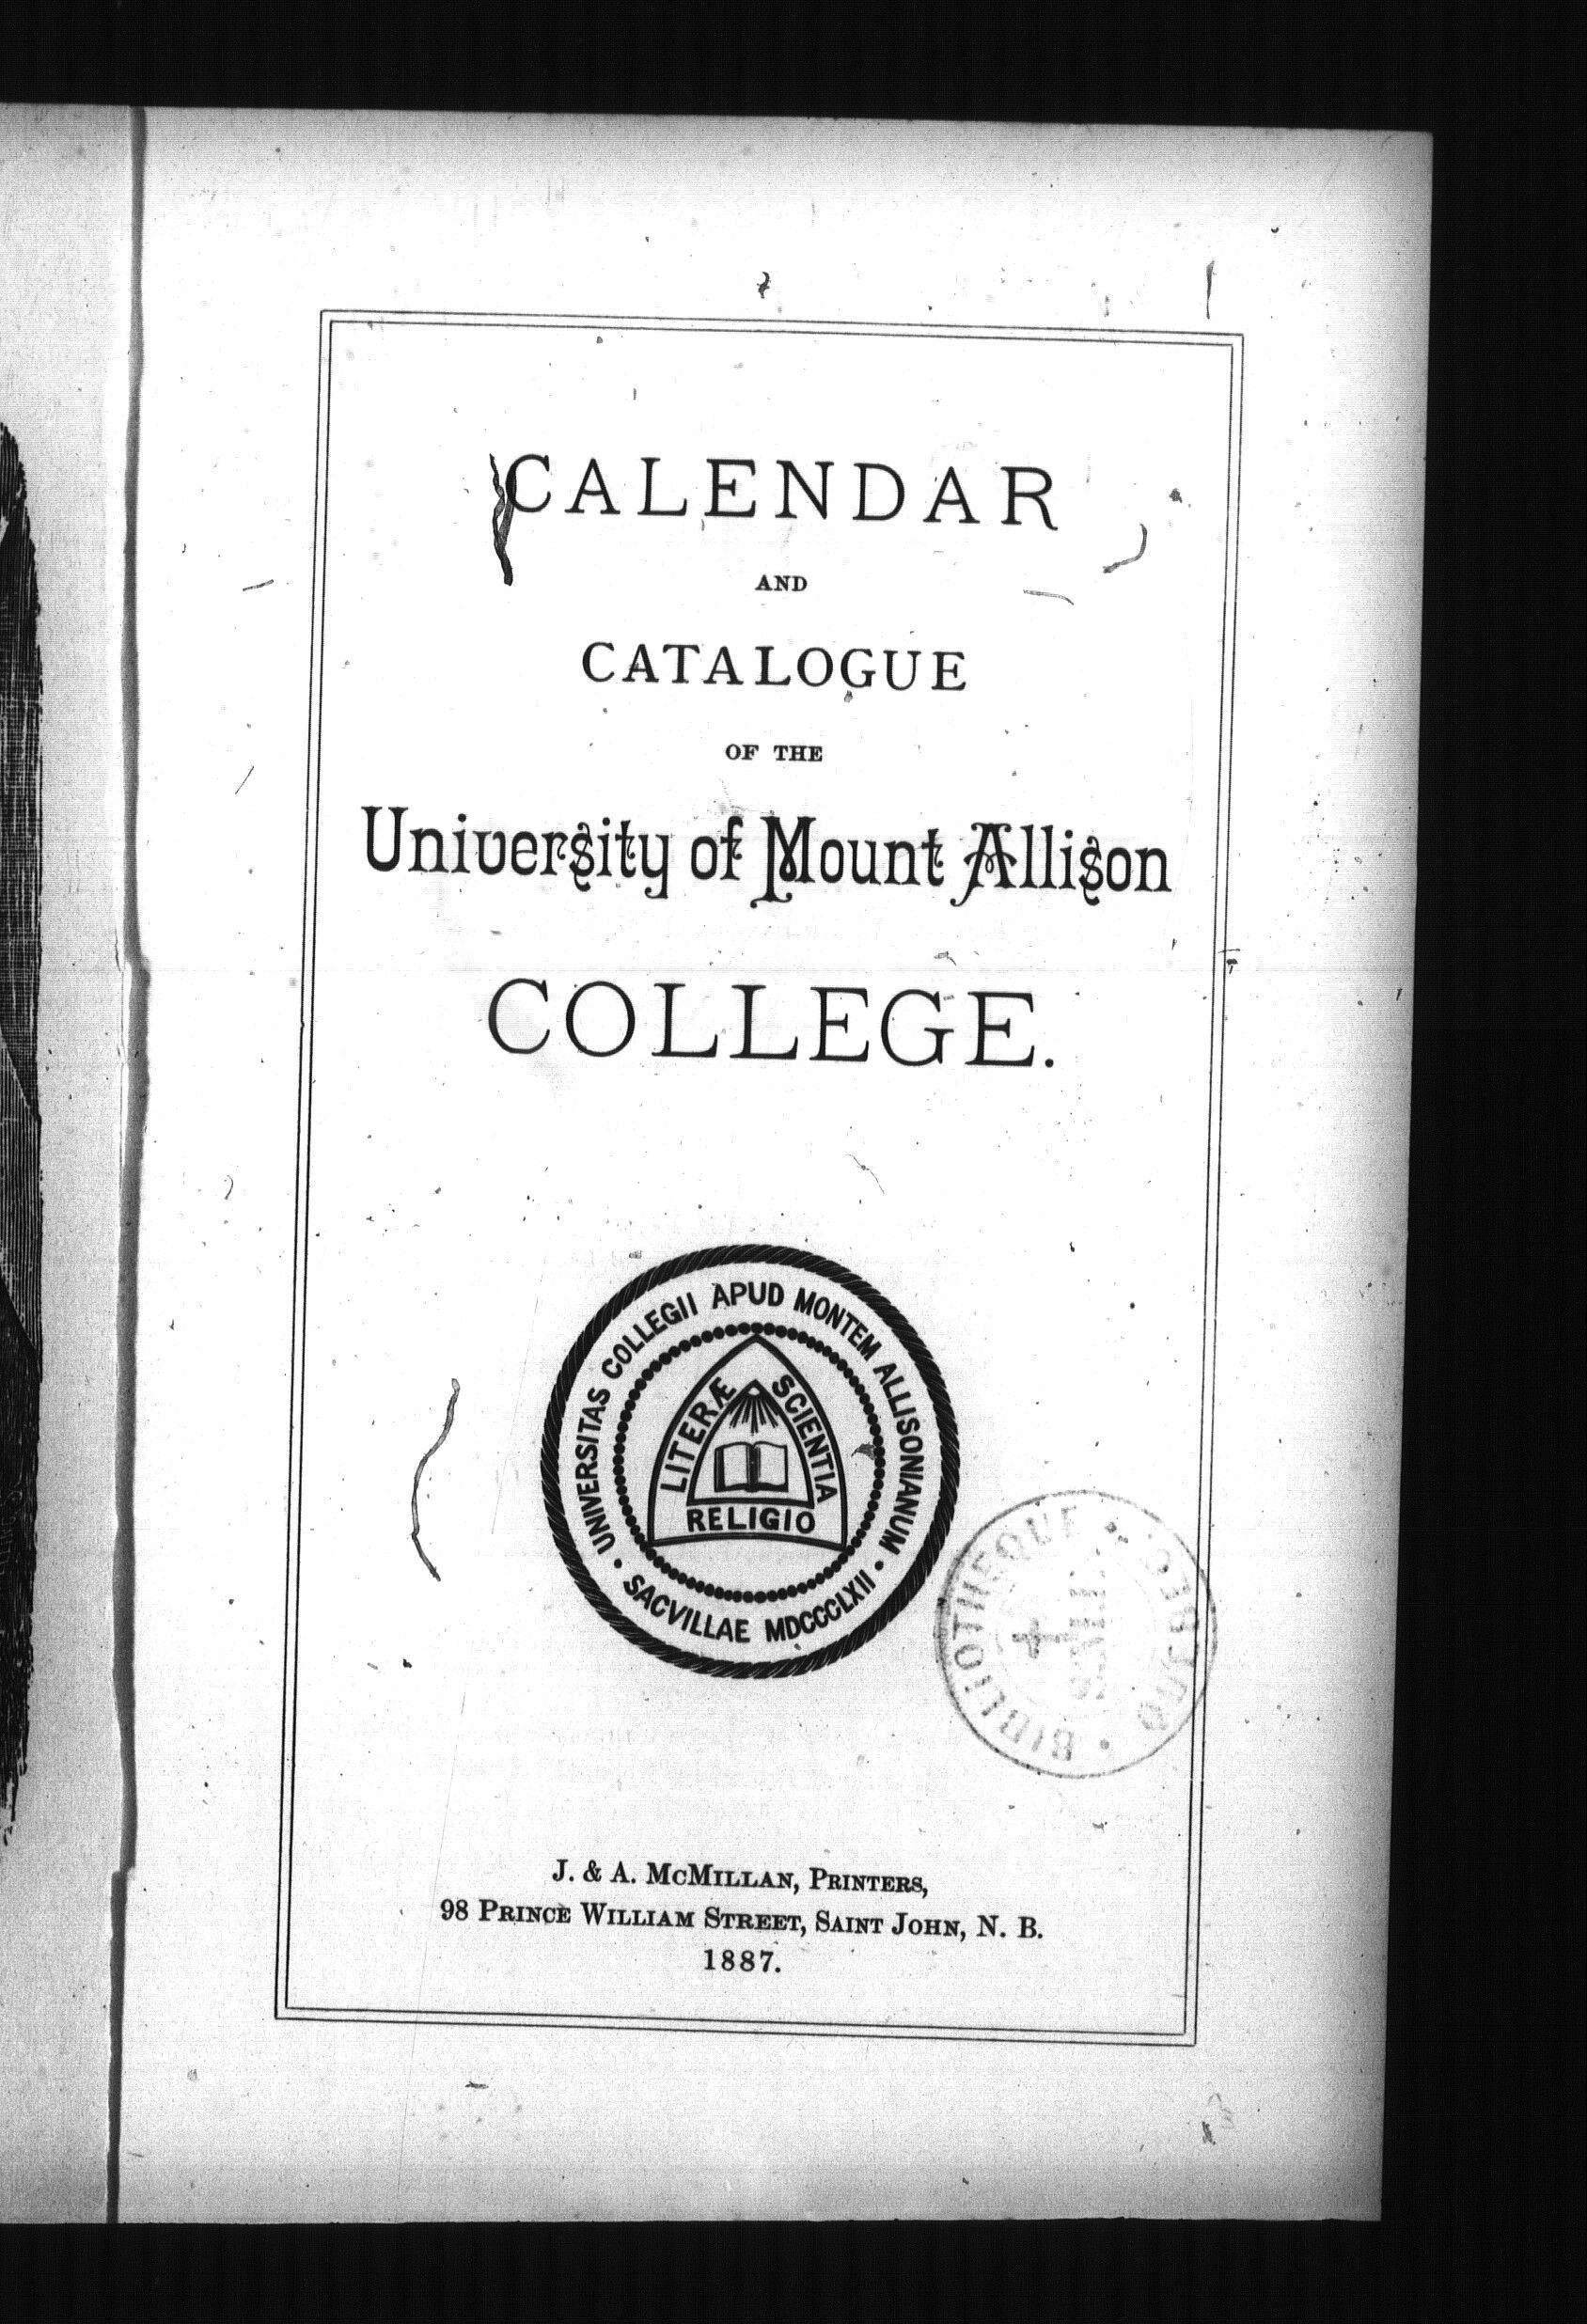 CALENDAR
AND
CATALOGUE
OF THE
University of Mount Allison
COLLEGE.
UNIVERSITAS COLLEGII APUD MONTEM ALLISONIANUM
LITERÆ SCIENTIA
RELIGIO
SACVILLAE MDCCCLXII
BIBLIOTHEQUE
J. & A. MCMILLAN, PRINTERS,
98 PRINCE WILLIAM STREET, SAINT JOHN, N. B.
1887.